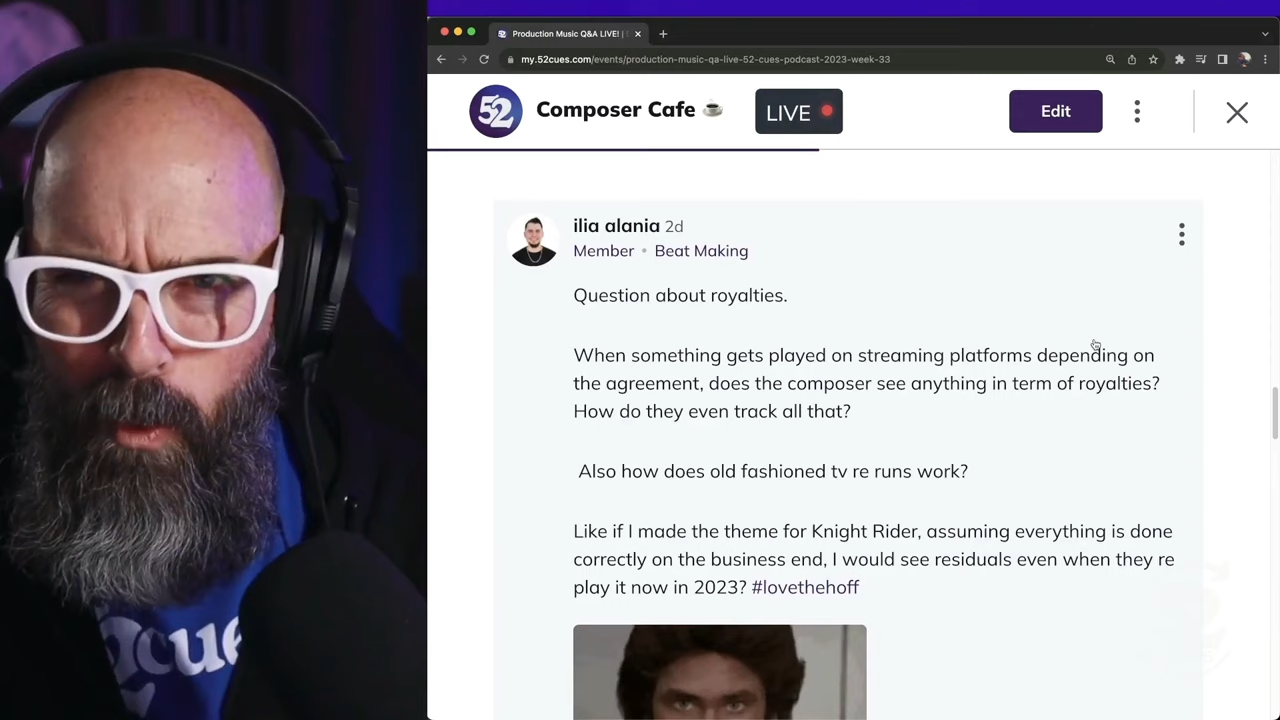 Production Music Q&A LIVE! |
my.52cues.com/events/production-music-qa-live-52-cues-podcast-2023-week-33
52
Composer Cafe
LIVE
Edit
ilia alania 2d
Member • Beat Making
Question about royalties.
When something gets played on streaming platforms depending on
the agreement, does the composer see anything in term of royalties?
How do they even track all that?
Also how does old fashioned tv re runs work?
Like if I made the theme for Knight Rider, assuming everything is done
correctly on the business end, I would see residuals even when they re
play it now in 2023? #lovethehoff
cue